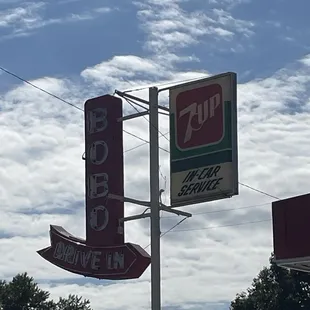 BOBO
DRIVE IN
7UP
IN-CAR
SERVICE